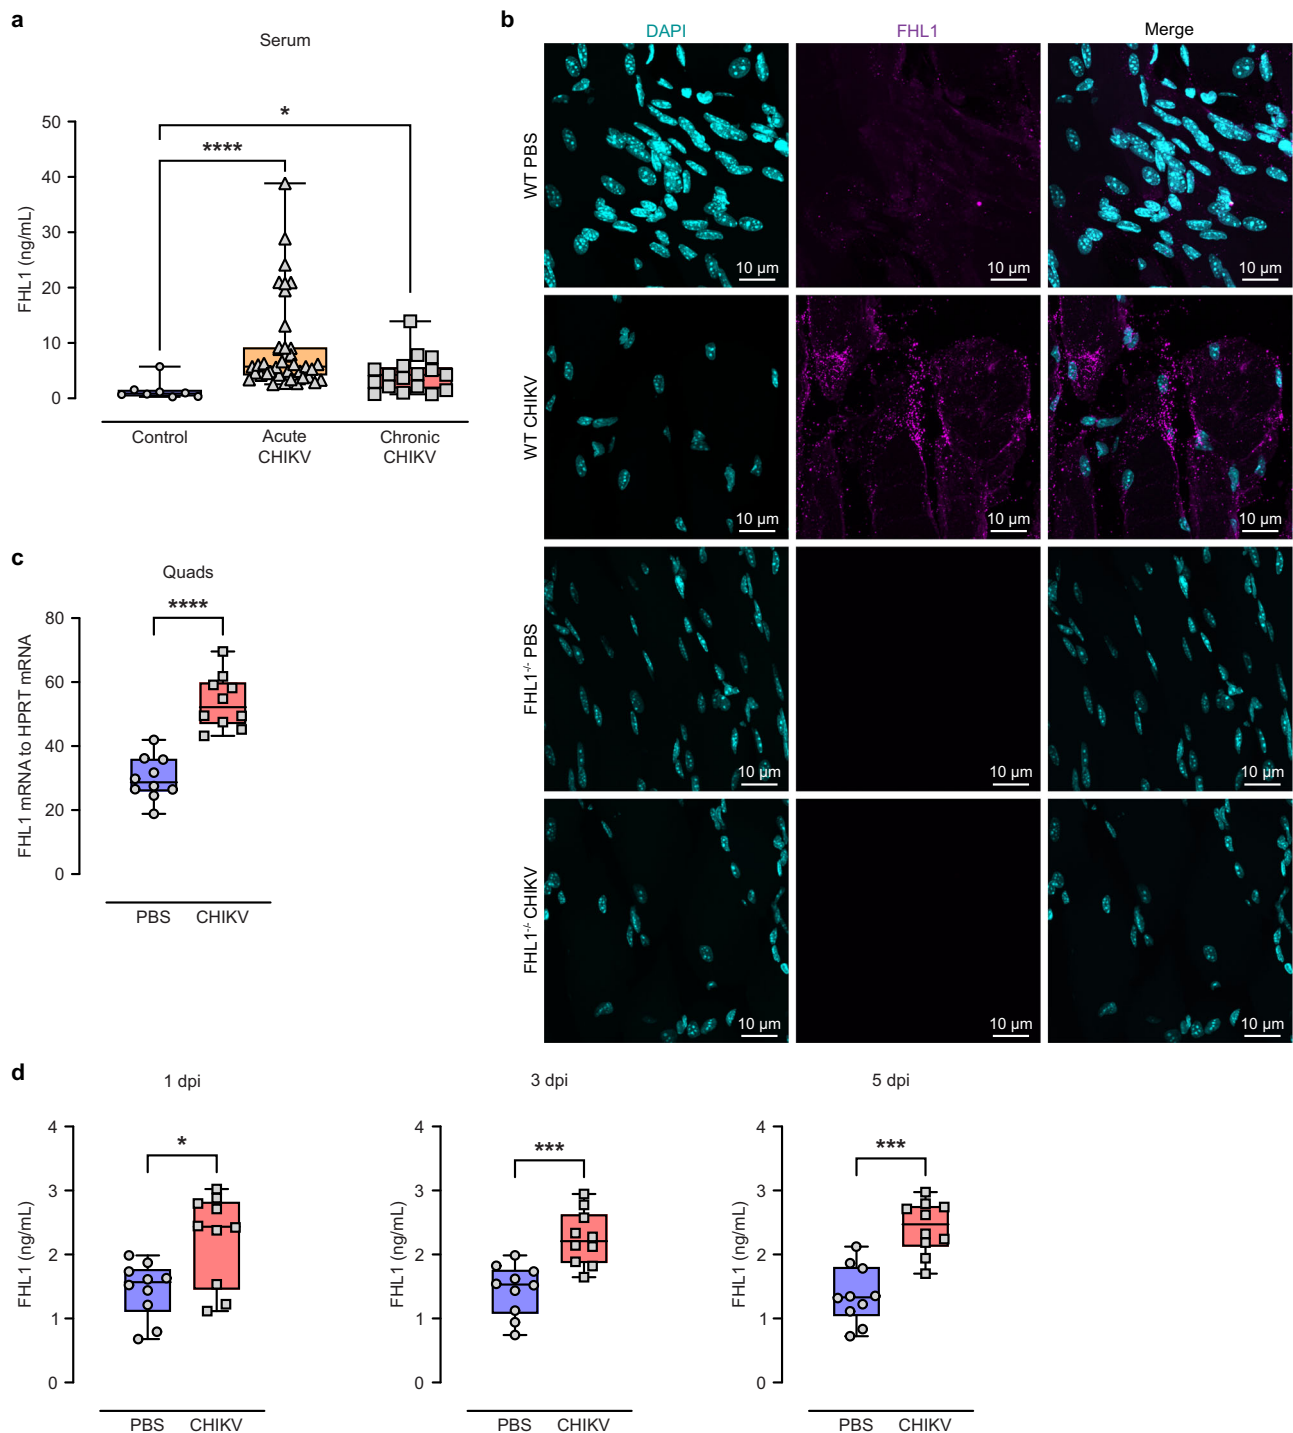 a
Serum
FHL1 (ng/mL)
50
40
30
20
10
0
*
****
Control
Acute
CHIKV
Chronic
CHIKV
b
DAPI
FHL1
Merge
WT PBS
10 µm
10 µm
10 µm
WT CHIKV
10 µm
10 µm
10 µm
FHL1-/- PBS
10 µm
10 µm
10 µm
FHL1-/- CHIKV
10 µm
10 µm
10 µm
c
Quads
FHL1 mRNA to HPRT mRNA
80
60
40
20
0
****
PBS
CHIKV
d
1 dpi
FHL1 (ng/mL)
4
3
2
1
0
*
PBS
CHIKV
3 dpi
FHL1 (ng/mL)
4
3
2
1
0
***
PBS
CHIKV
5 dpi
FHL1 (ng/mL)
4
3
2
1
0
***
PBS
CHIKV